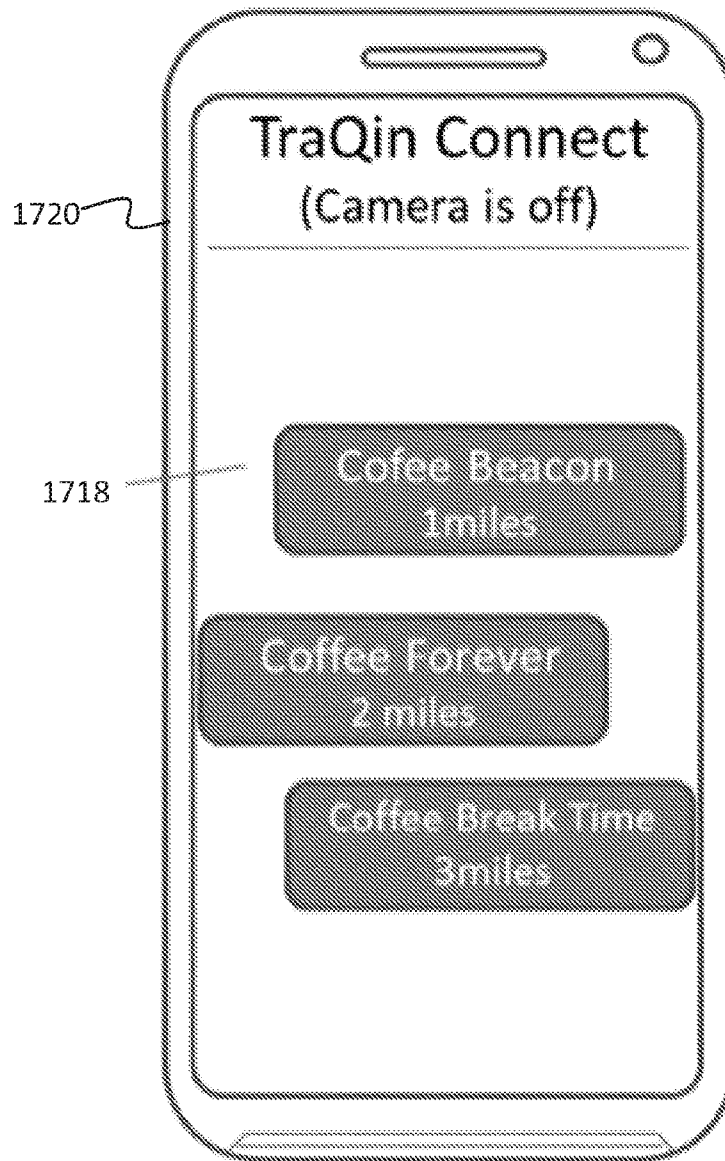 TraQin Connect
(Camera is off)
1720
Cofee Beacon
1miles
1718
Coffee Forever
2 miles
Coffee Break Time
3miles